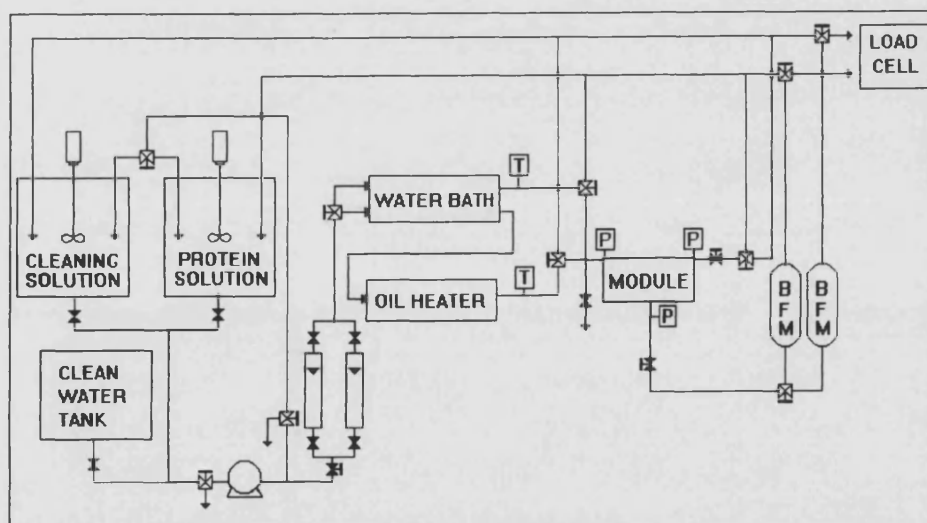 LOAD
CELL
T
WATER BATH
CLEANING
SOLUTION
PROTEIN
SOLUTION
P
P
MODULE
T
OIL HEATER
B
F
M
B
F
M
P
CLEAN
WATER
TANK